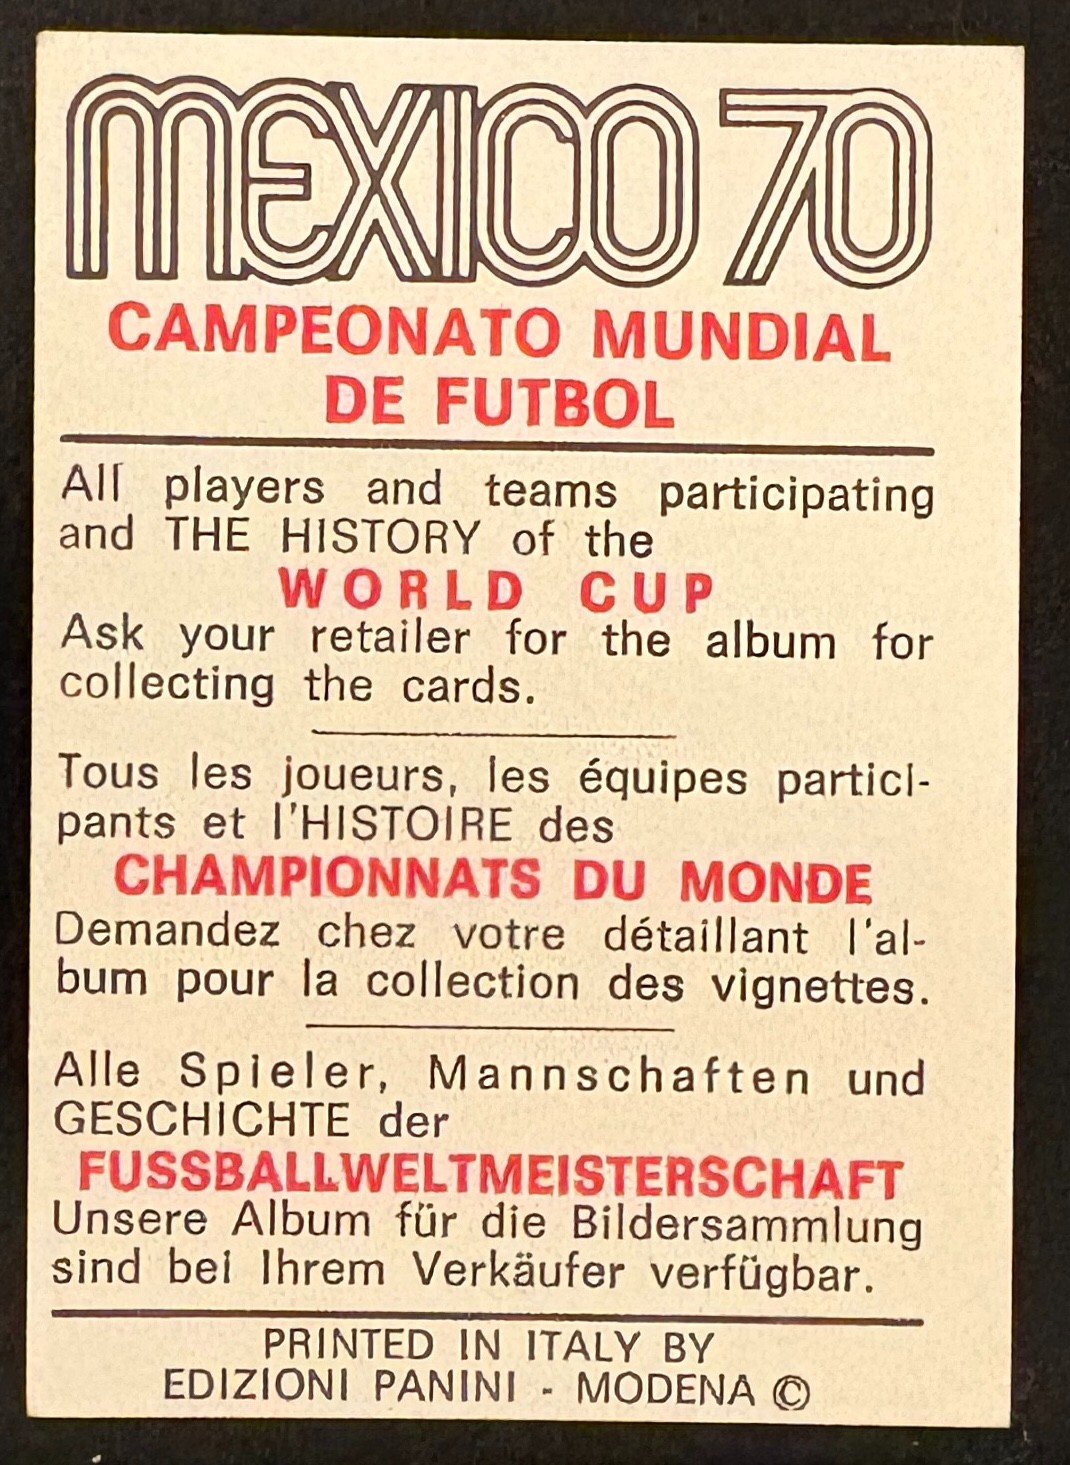 MEXICO 70
CAMPEONATO MUNDIAL
DE FUTBOL
All players and teams participating
and THE HISTORY of the
WORLD CUP
Ask your retailer for the album for
collecting the cards.
Tous les joueurs, les équipes partici-
pants et l'HISTOIRE des
CHAMPIONNATS DU MONDE
Demandez chez votre détaillant l'al-
bum pour la collection des vignettes.
Alle Spieler, Mannschaften und
GESCHICHTE der
FUSSBALLWELTMEISTERSCHAFT
Unsere Album für die Bildersammlung
sind bei Ihrem Verkäufer verfügbar.
PRINTED IN ITALY BY
EDIZIONI PANINI - MODENA ©